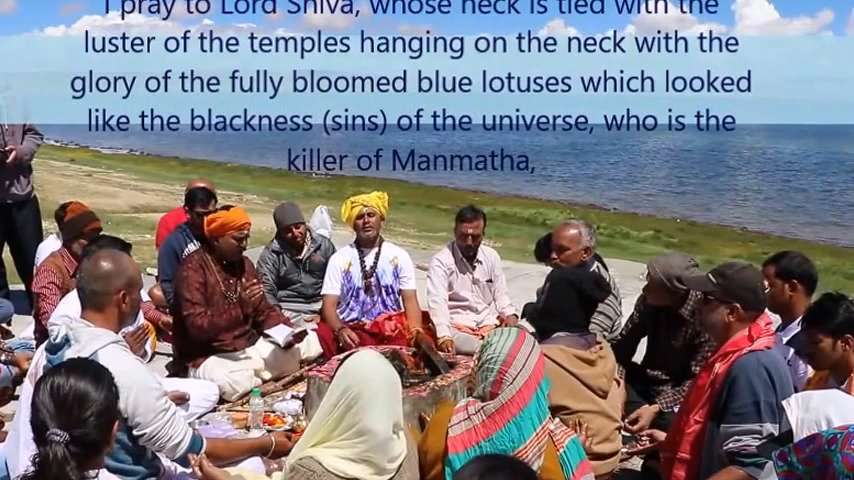 I pray to Lord Shiva, whose neck is tied with the
luster of the temples hanging on the neck with the
glory of the fully bloomed blue lotuses which looked
like the blackness (sins) of the universe, who is the
killer of Manmatha,